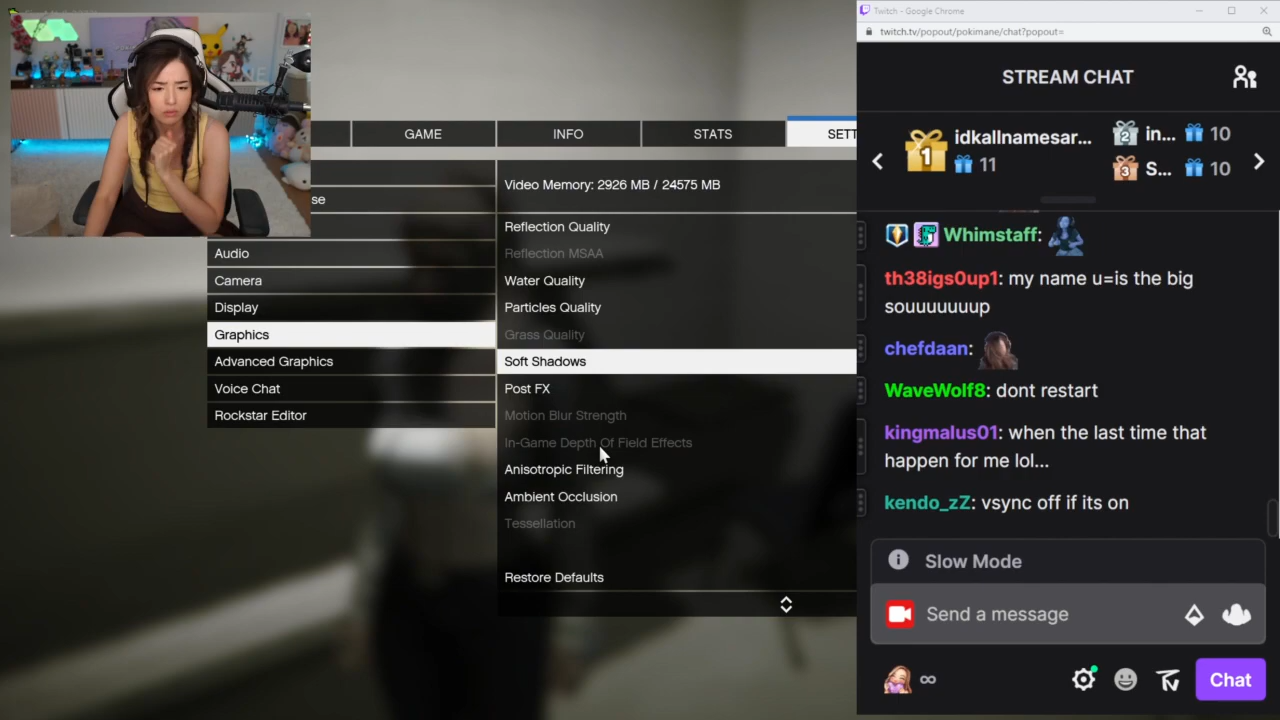 GAME
INFO
STATS
SETT
se
Audio
Camera
Display
Graphics
Advanced Graphics
Voice Chat
Rockstar Editor
Video Memory: 2926 MB / 24575 MB
Reflection Quality
Reflection MSAA
Water Quality
Particles Quality
Grass Quality
Soft Shadows
Post FX
Motion Blur Strength
In-Game Depth Of Field Effects
Anisotropic Filtering
Ambient Occlusion
Tessellation
Restore Defaults
Twitch - Google Chrome
twitch.tv/popout/pokimane/chat?popout=
STREAM CHAT
1 idkallnamesar... 11
2 in... 10
3 S... 10
Whimstaff:
th38igs0up1: my name u=is the big
souuuuuuup
chefdaan:
WaveWolf8: dont restart
kingmalus01: when the last time that
happen for me lol...
kendo_zZ: vsync off if its on
Slow Mode
Send a message
∞
Chat